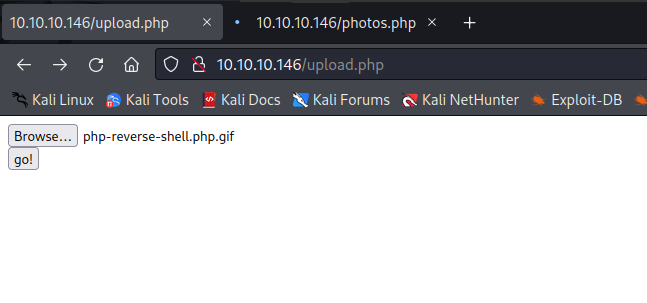 10.10.10.146/upload.php 10.10.10.146/photos.php
10.10.10.146/upload.php
Kali Linux Kali Tools Kali Docs Kali Forums Kali NetHunter Exploit-DB
Browse... php-reverse-shell.php.gif
go!